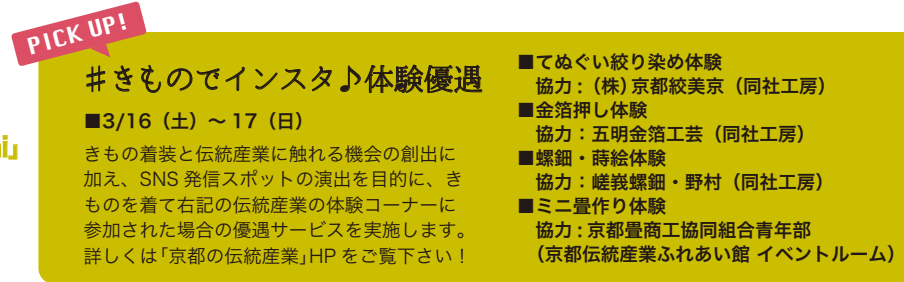 PICK UP!
#きものでインスタ♪体験優遇
■3/16（土）～17（日）
きもの着装と伝統産業に触れる機会の創出に
加え、SNS発信スポットの演出を目的に、き
ものを着て右記の伝統産業の体験コーナーに
参加された場合の優遇サービスを実施します。
詳しくは「京都の伝統産業」HPをご覧下さい！
■てぬぐい絞り染め体験
協力：（株）京都絞美京（同社工房）
■金箔押し体験
協力：五明金箔工芸（同社工房）
■螺鈿・蒔絵体験
協力：嵯峩螺鈿・野村（同社工房）
■ミニ畳作り体験
協力：京都畳商工協同組合青年部
（京都伝統産業ふれあい館 イベントルーム）